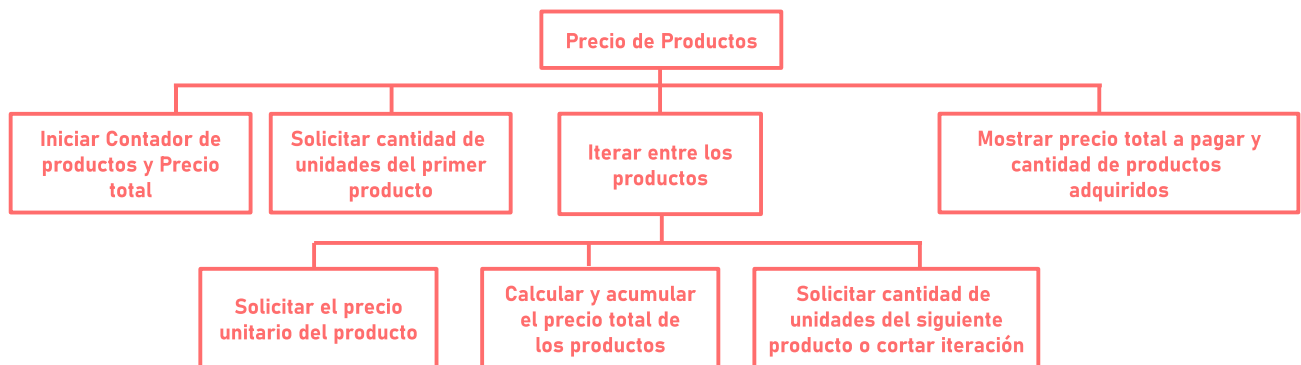 Precio de Productos
Iniciar Contador de
productos y Precio
total
Solicitar cantidad de
unidades del primer
producto
Iterar entre los
productos
Mostrar precio total a pagar y
cantidad de productos
adquiridos
Solicitar el precio
unitario del producto
Calcular y acumular
el precio total de
los productos
Solicitar cantidad de
unidades del siguiente
producto o cortar iteración